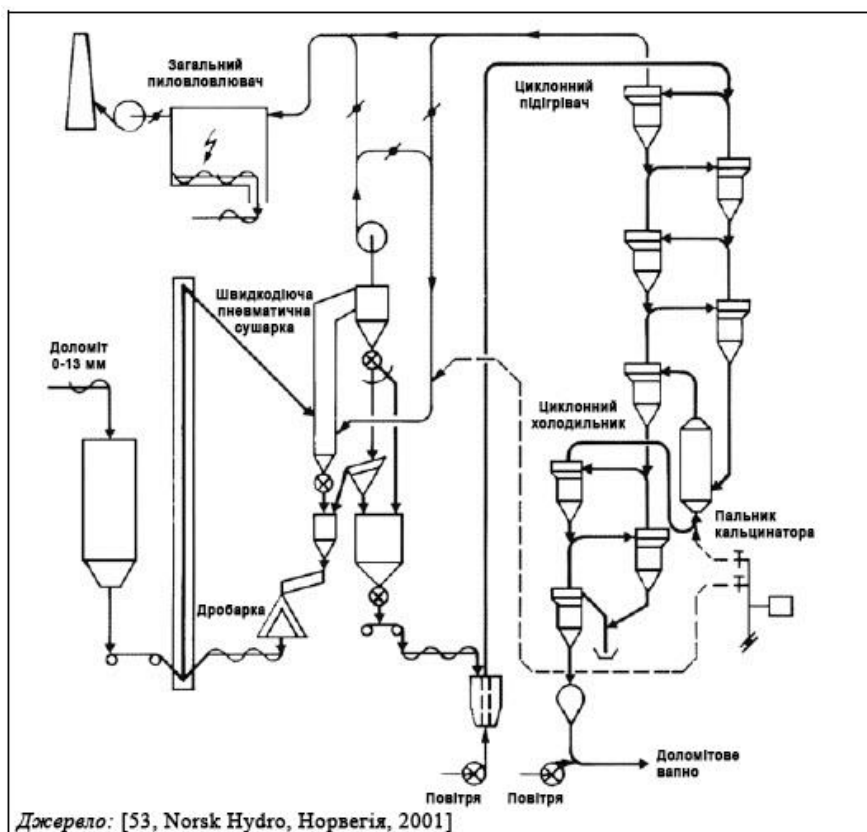 Загальний
пиловловлювач
Циклонний
підігрівач
Швидкодіюча
пневматична
сушарка
Доломіт
0-13 мм
Циклонний
холодильник
Пальник
кальцинатора
Дробарка
Доломітове
вапно
Повітря
Повітря
Джерело: [53, Norsk Hydro, Норвегія, 2001]